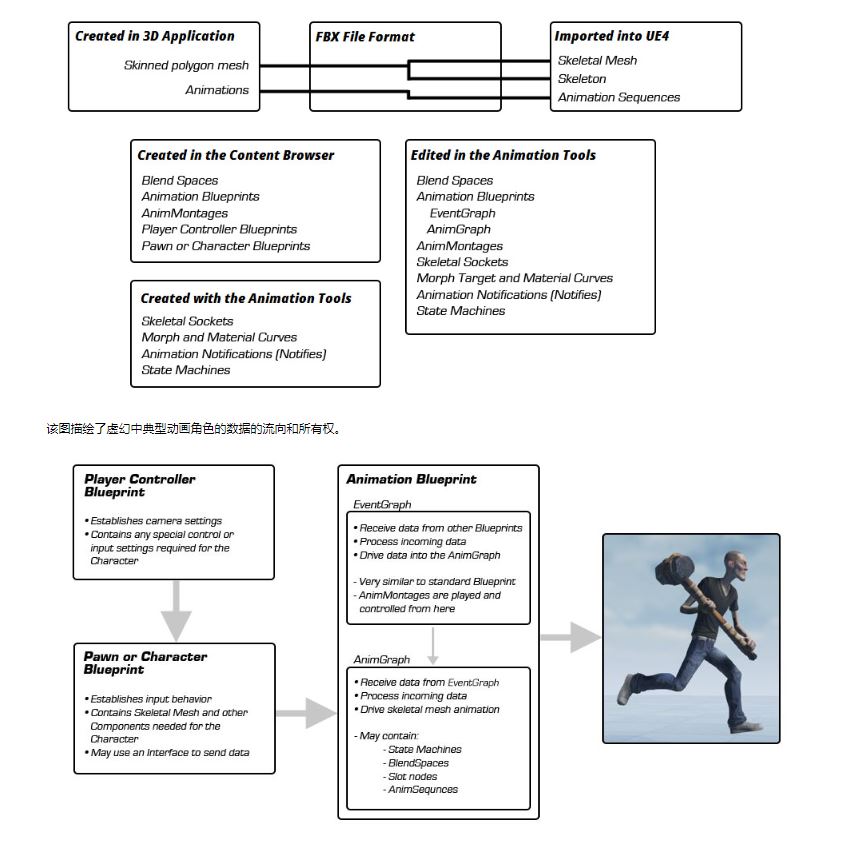 Created in 3D Application
Skinned polygon mesh
Animations
FBX File Format
Imported into UE4
Skeletal Mesh
Skeleton
Animation Sequences
Created in the Content Browser
Blend Spaces
Animation Blueprints
AnimMontages
Player Controller Blueprints
Pawn or Character Blueprints
Edited in the Animation Tools
Blend Spaces
Animation Blueprints
EventGraph
AnimGraph
AnimMontages
Skeletal Sockets
Morph Target and Material Curves
Animation Notifications (Notifies)
State Machines
Created with the Animation Tools
Skeletal Sockets
Morph and Material Curves
Animation Notifications (Notifies)
State Machines
该图描绘了虚幻中典型动画角色的数据的流向和所有权。
Player Controller
Blueprint
• Establishes camera settings
• Contains any special control or
input settings required for the
Character
Pawn or Character
Blueprint
• Establishes input behavior
• Contains Skeletal Mesh and other
Components needed for the
Character
• May use an Interface to send data
Animation Blueprint
EventGraph
• Receive data from other Blueprints
• Process incoming data
• Drive data into the AnimGraph
- Very similar to standard Blueprint
- AnimMontages are played and
controlled from here
AnimGraph
• Receive data from EventGraph
• Process incoming data
• Drive skeletal mesh animation
- May contain:
- State Machines
- BlendSpaces
- Slot nodes
- AnimSequnces